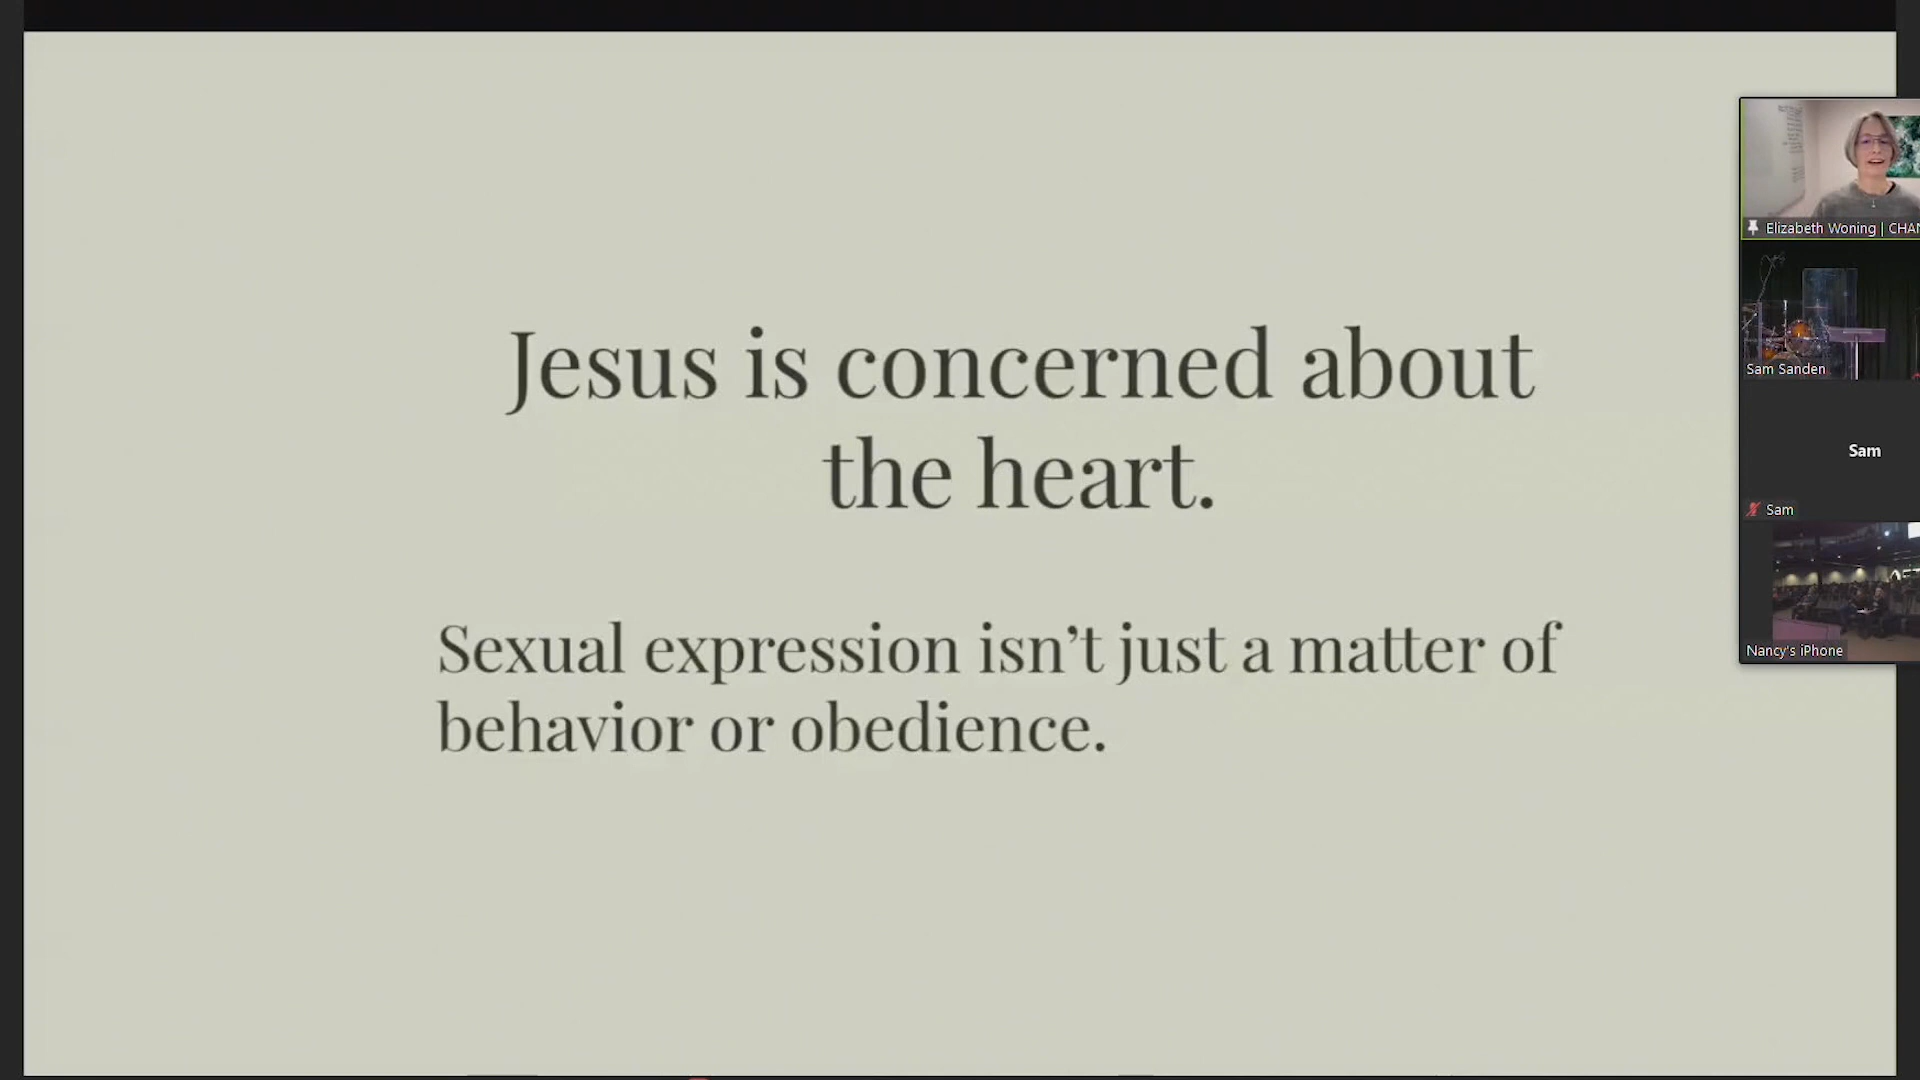 Jesus is concerned about
the heart.
Sexual expression isn’t just a matter of
behavior or obedience.
Elizabeth Woning | CHAN
Sam Sanden
Sam
Sam
Nancy's iPhone